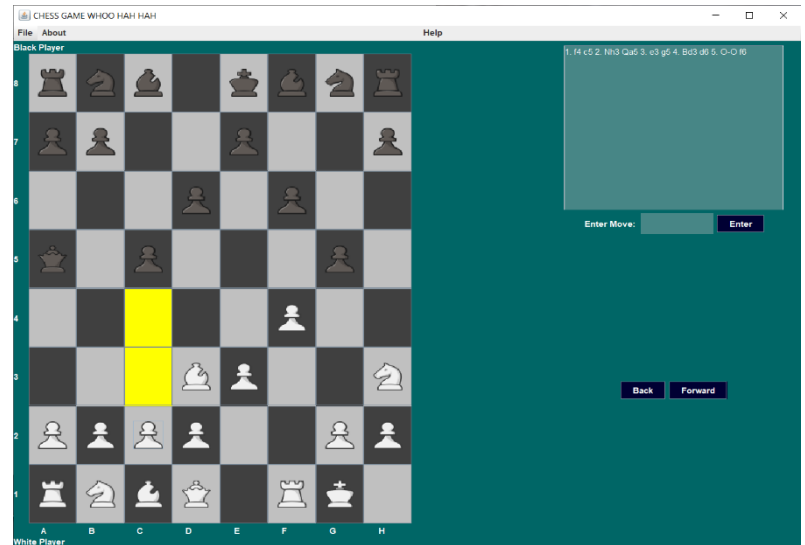 CHESS GAME WHOO HAH HAH
File About Help
Black Player
1. f4 c5 2. Nh3 Qa5 3. e3 g5 4. Bd3 d6 5. O-O f6
8
7
6
Enter Move: Enter
5
4
3
Back Forward
2
1
A B C D E F G H
White Player